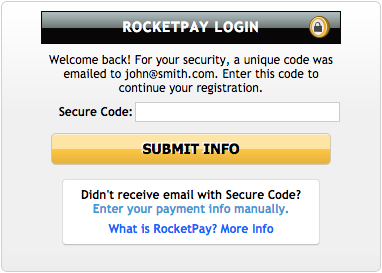 ROCKETPAY LOGIN
Welcome back! For your security, a unique code was
emailed to john@smith.com. Enter this code to
continue your registration.
Secure Code:
SUBMIT INFO
Didn't receive email with Secure Code?
Enter your payment info manually.
What is RocketPay? More Info